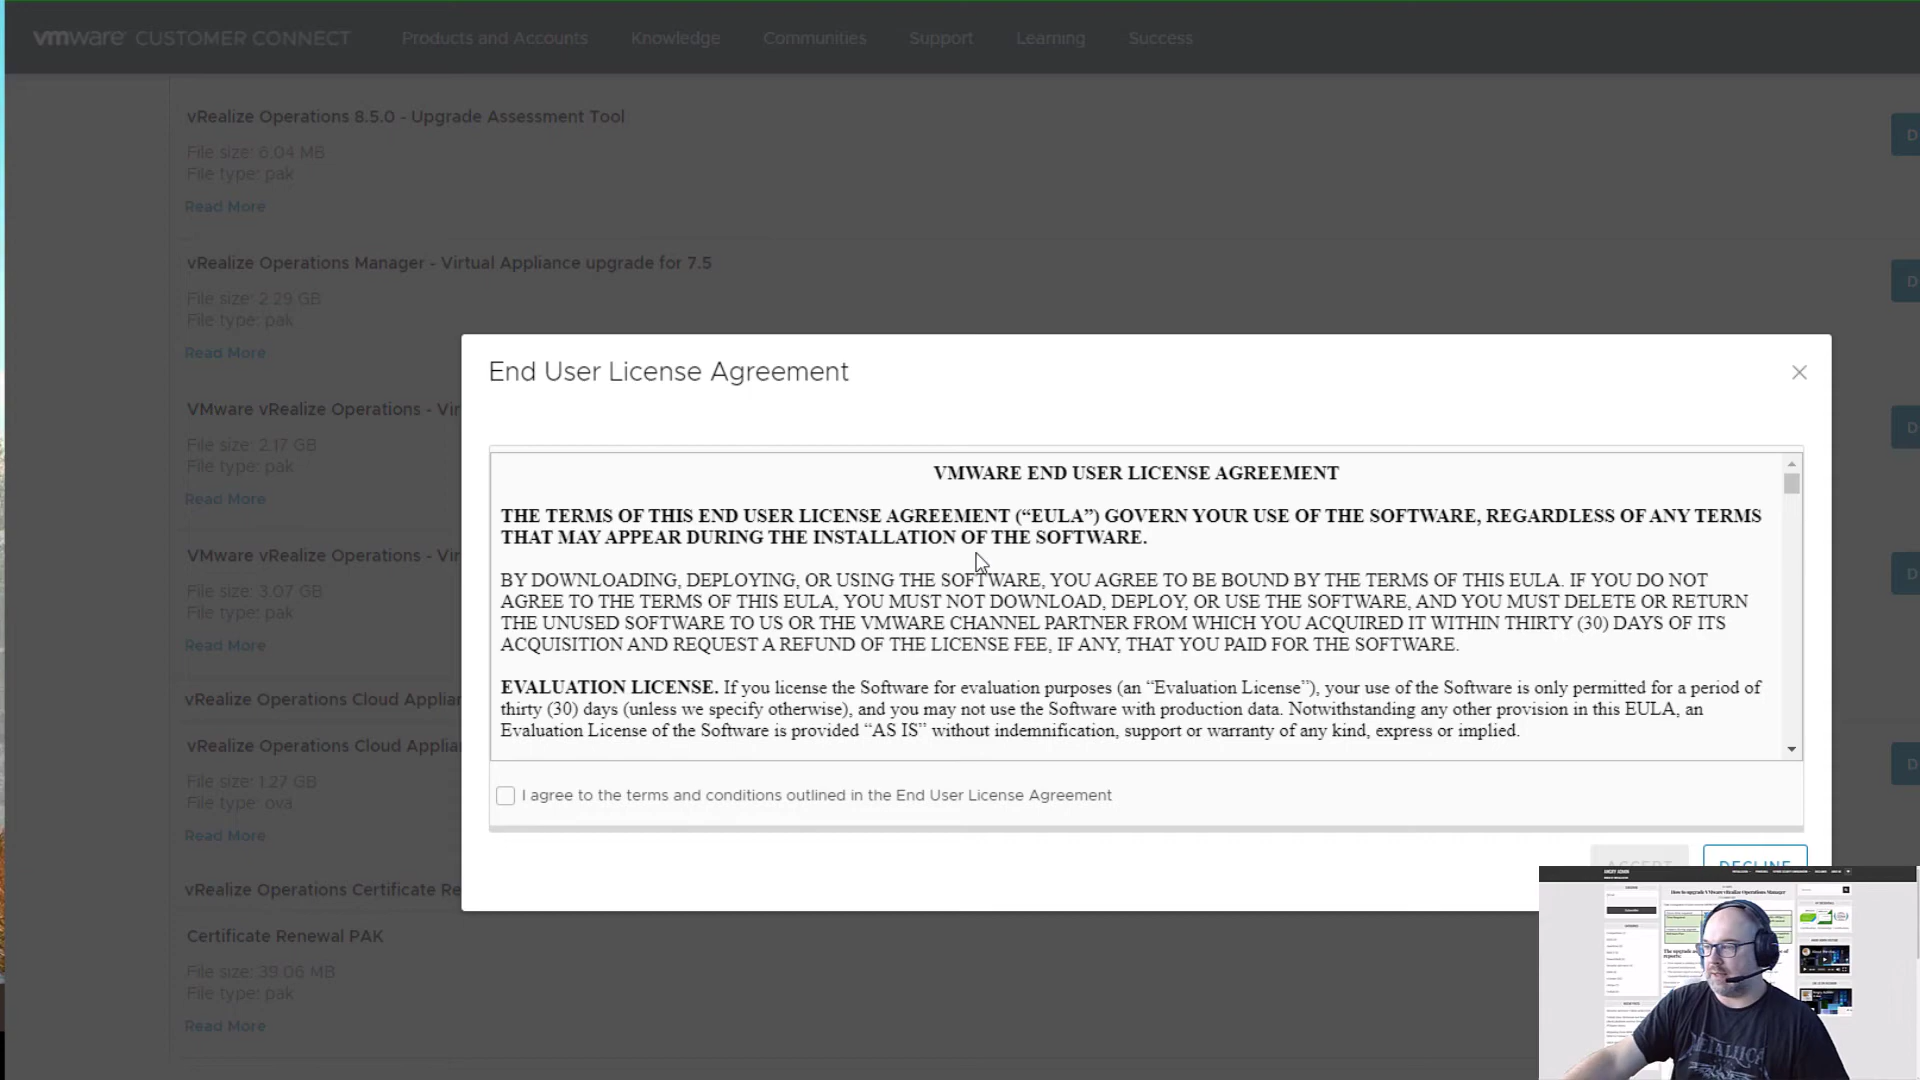 vmware CUSTOMER CONNECT
Products and Accounts
Knowledge
Communities
Support
Learning
Success
vRealize Operations 8.5.0 - Upgrade Assessment Tool
File size: 6.04 MB
File type: pak
Read More
vRealize Operations Manager - Virtual Appliance upgrade for 7.5
File size: 2.29 GB
File type: pak
Read More
VMware vRealize Operations - Vir
File size: 2.17 GB
File type: pak
Read More
VMware vRealize Operations - Vir
File size: 3.07 GB
File type: pak
Read More
vRealize Operations Cloud Applian
vRealize Operations Cloud Applian
File size: 1.27 GB
File type: ova
Read More
vRealize Operations Certificate Re
Certificate Renewal PAK
File size: 39.06 MB
File type: pak
Read More
D
D
D
D
D
End User License Agreement
VMWARE END USER LICENSE AGREEMENT
THE TERMS OF THIS END USER LICENSE AGREEMENT (“EULA”) GOVERN YOUR USE OF THE SOFTWARE, REGARDLESS OF ANY TERMS
THAT MAY APPEAR DURING THE INSTALLATION OF THE SOFTWARE.
BY DOWNLOADING, DEPLOYING, OR USING THE SOFTWARE, YOU AGREE TO BE BOUND BY THE TERMS OF THIS EULA. IF YOU DO NOT
AGREE TO THE TERMS OF THIS EULA, YOU MUST NOT DOWNLOAD, DEPLOY, OR USE THE SOFTWARE, AND YOU MUST DELETE OR RETURN
THE UNUSED SOFTWARE TO US OR THE VMWARE CHANNEL PARTNER FROM WHICH YOU ACQUIRED IT WITHIN THIRTY (30) DAYS OF ITS
ACQUISITION AND REQUEST A REFUND OF THE LICENSE FEE, IF ANY, THAT YOU PAID FOR THE SOFTWARE.
EVALUATION LICENSE. If you license the Software for evaluation purposes (an “Evaluation License”), your use of the Software is only permitted for a period of
thirty (30) days (unless we specify otherwise), and you may not use the Software with production data. Notwithstanding any other provision in this EULA, an
Evaluation License of the Software is provided “AS IS” without indemnification, support or warranty of any kind, express or implied.
I agree to the terms and conditions outlined in the End User License Agreement
ACCEPT
DECLINE
How to upgrade VMware vRealize Operations Manager
METALLICA